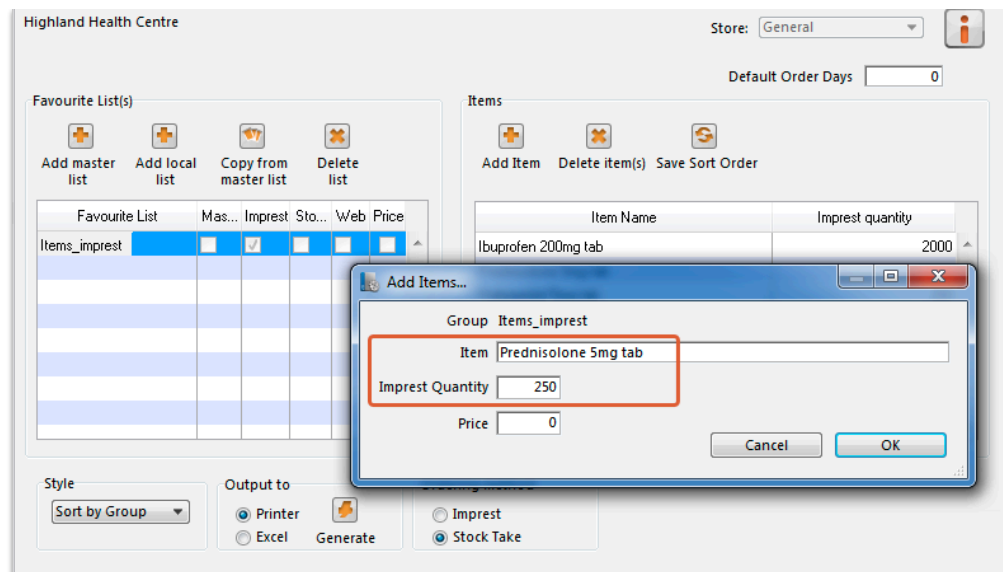 Highland Health Centre
Store: General
Default Order Days 0
Favourite List(s)
Add master list
Add local list
Copy from master list
Delete list
Favourite List Mas... Imprest Sto... Web Price
Items_imprest
Items
Add Item Delete item(s) Save Sort Order
Item Name Imprest quantity
Ibuprofen 200mg tab 2000
Add Items...
Group Items_imprest
Item Prednisolone 5mg tab
Imprest Quantity 250
Price 0
Cancel OK
Style
Sort by Group
Output to
Printer
Excel
Generate
Imprest
Stock Take